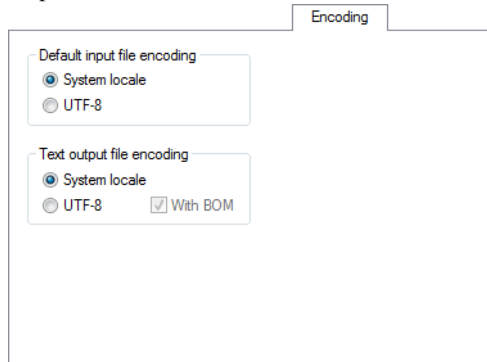 Encoding
Default input file encoding
System locale
UTF-8
Text output file encoding
System locale
UTF-8 With BOM